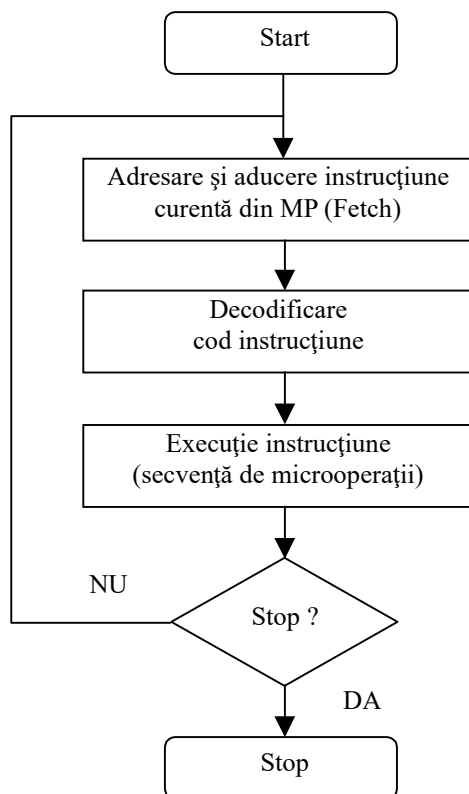 Start
Adresare şi aducere instrucţiune
curentă din MP (Fetch)
Decodificare
cod instrucţiune
Execuţie instrucţiune
(secvenţă de microoperaţii)
NU
Stop ?
DA
Stop